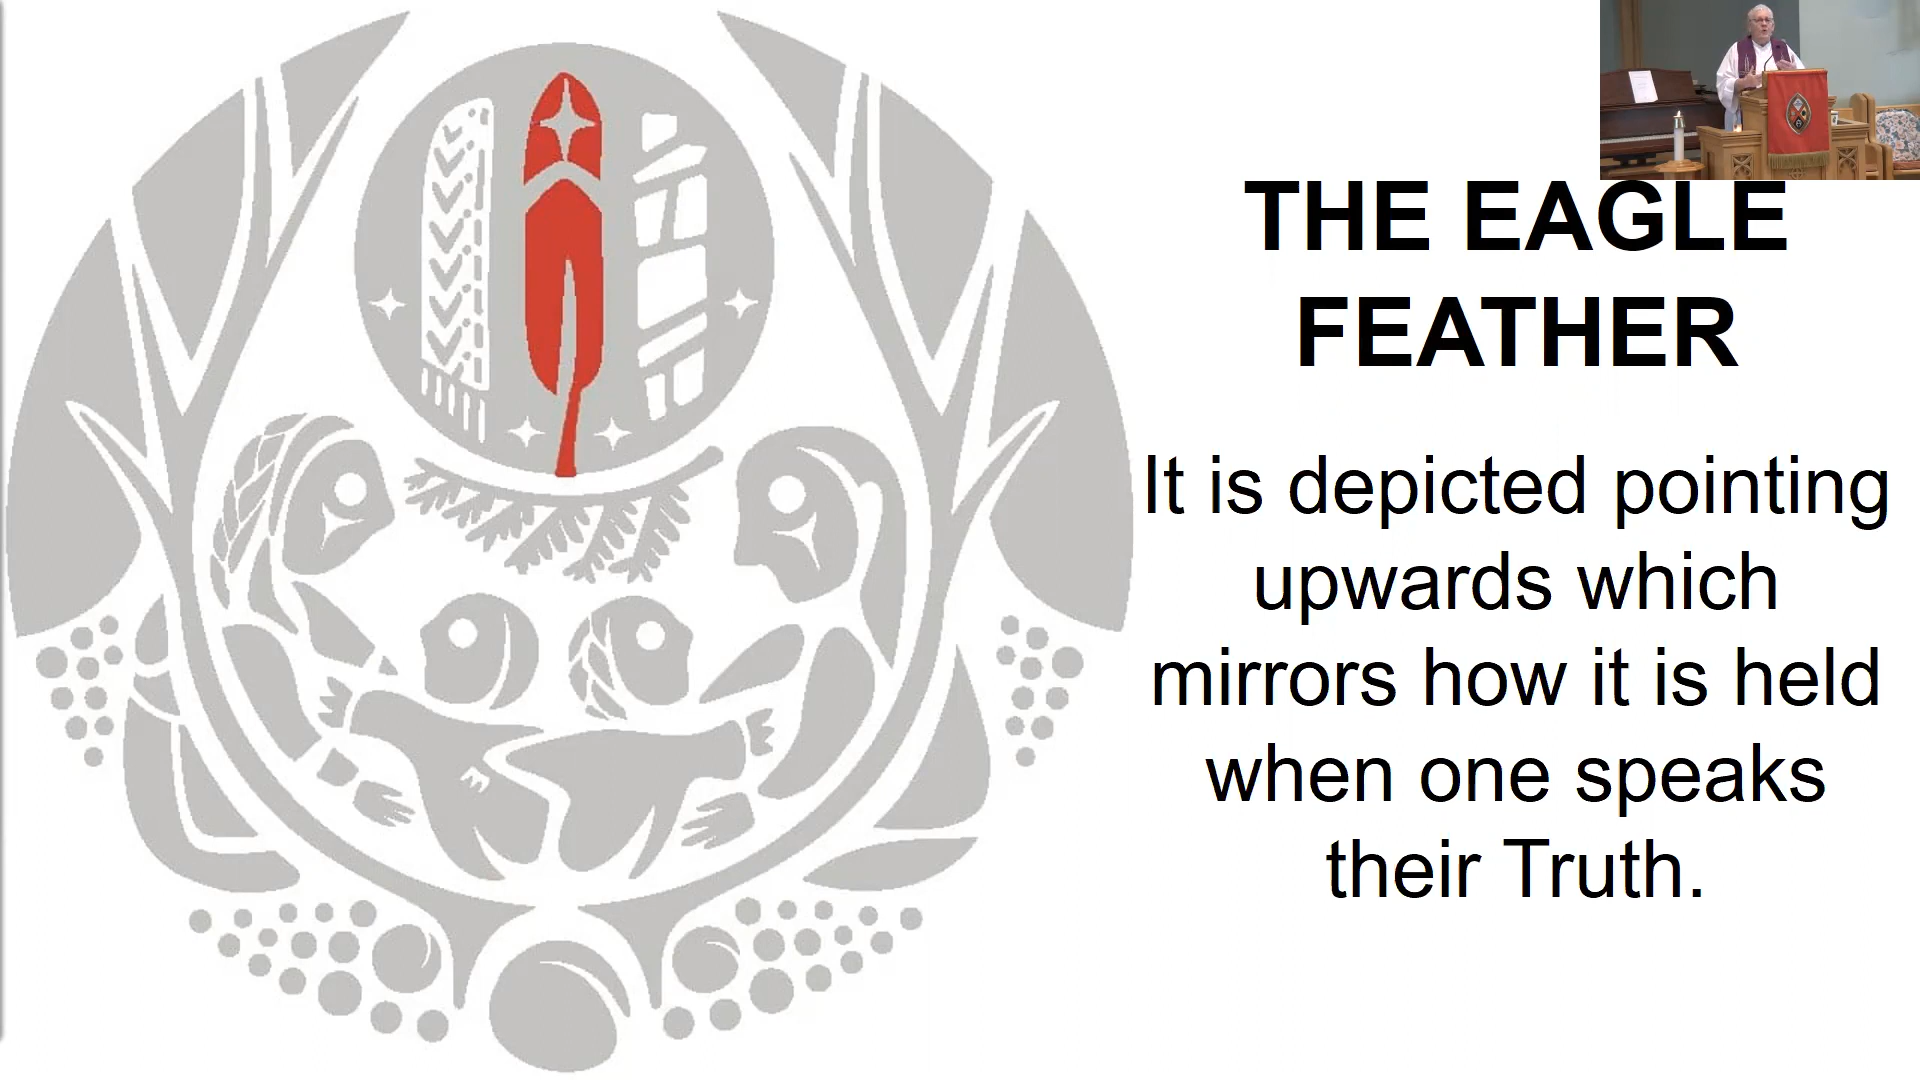 THE EAGLE
FEATHER
It is depicted pointing
upwards which
mirrors how it is held
when one speaks
their Truth.